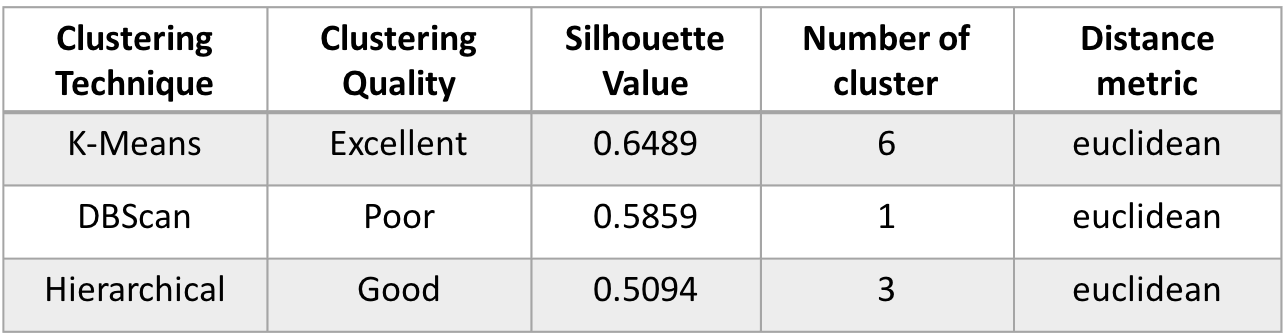 Clustering Technique Clustering Quality Silhouette Value Number of cluster Distance metric
K-Means Excellent 0.6489 6 euclidean
DBScan Poor 0.5859 1 euclidean
Hierarchical Good 0.5094 3 euclidean